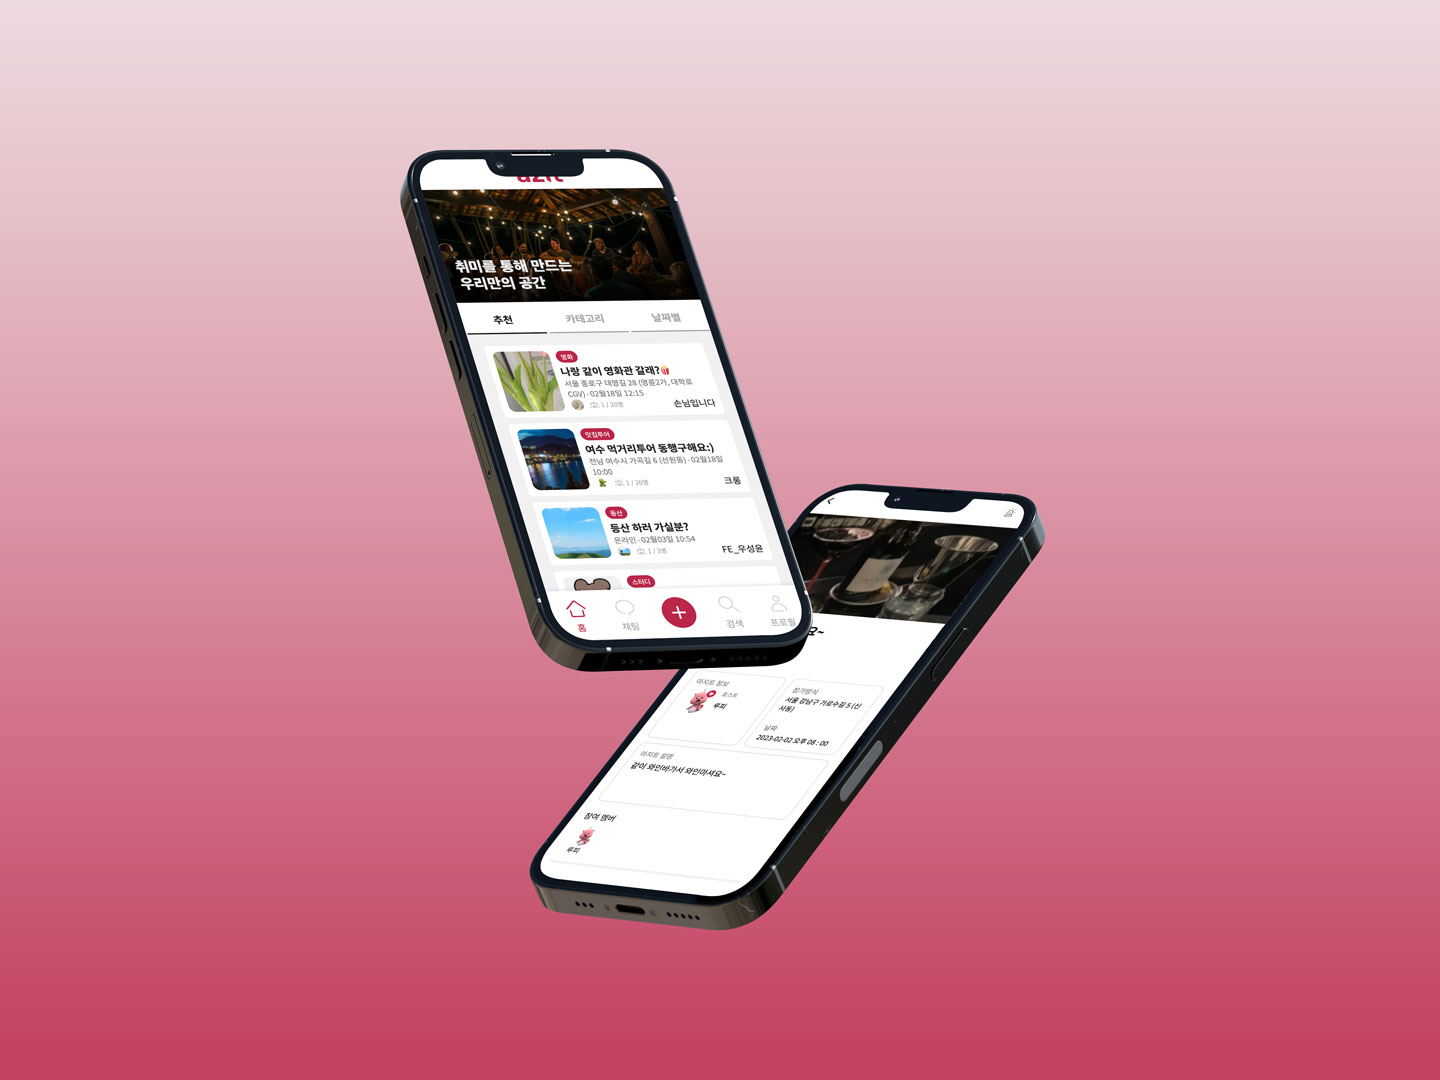 취미를 통해 만드는
우리만의 공간
추천 카테고리 날짜별
영화
나랑 같이 영화관 갈래?🍿
서울 종로구 대명길 28 (명륜2가, 대학로
CGV) · 02월18일 12:15
1 / 20명
손님입니다
맛집투어
여수 먹거리투어 동행구해요:)
전남 여수시 가곡길 6 (선원동) · 02월18일
10:00
1 / 20명
크롱
등산
등산 하러 가실분?
온라인 · 02월03일 10:54
1 / 3명
FE_우성윤
스터디
홈 채팅 검색 프로필
요~
아지트 정보
호스트
루피
참가방식
서울 강남구 가로수길 5 (신
사동)
날짜
2023-02-02 오후 08 : 00
아지트 설명
같이 와인바가서 와인마셔요~
참여 멤버
루피